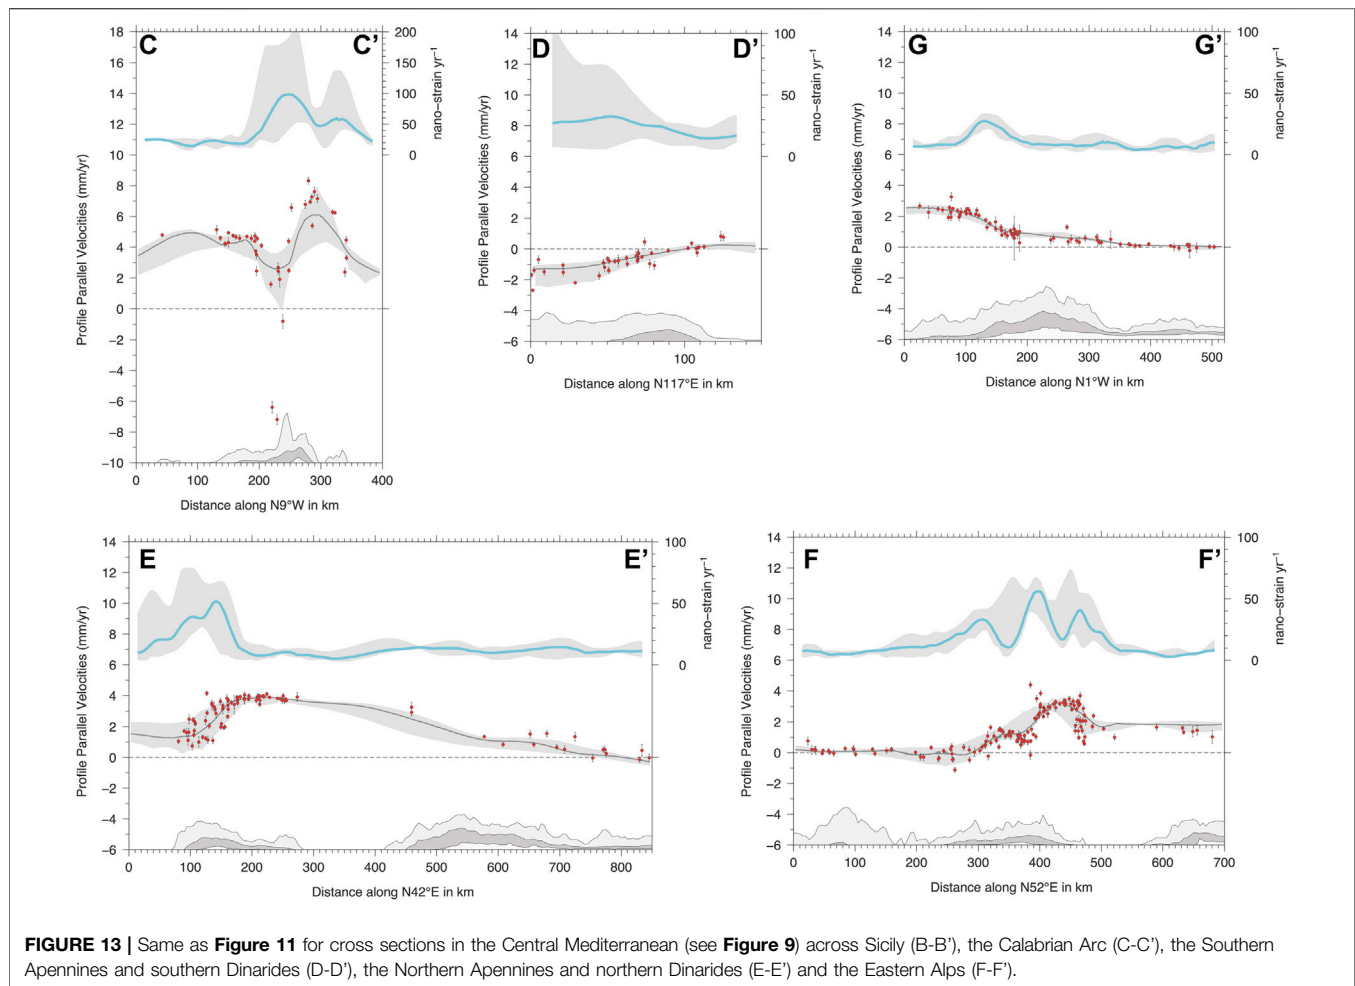 C C'
18
16
14
12
10
8
6
4
2
0
−2
−4
−6
−8
−10
Profile Parallel Velocities (mm/yr)
200
150
100
50
0
nano−strain yr⁻¹
0 100 200 300 400
Distance along N9°W in km
D D'
14
12
10
8
6
4
2
0
−2
−4
−6
Profile Parallel Velocities (mm/yr)
100
50
0
nano−strain yr⁻¹
0 100
Distance along N117°E in km
G G'
14
12
10
8
6
4
2
0
−2
−4
−6
Profile Parallel Velocities (mm/yr)
100
50
0
nano−strain yr⁻¹
0 100 200 300 400 500
Distance along N1°W in km
E E'
14
12
10
8
6
4
2
0
−2
−4
−6
Profile Parallel Velocities (mm/yr)
100
50
0
nano−strain yr⁻¹
0 100 200 300 400 500 600 700 800
Distance along N42°E in km
F F'
14
12
10
8
6
4
2
0
−2
−4
−6
Profile Parallel Velocities (mm/yr)
100
50
0
nano−strain yr⁻¹
0 100 200 300 400 500 600 700
Distance along N52°E in km
FIGURE 13 | Same as Figure 11 for cross sections in the Central Mediterranean (see Figure 9) across Sicily (B-B'), the Calabrian Arc (C-C'), the Southern
Apennines and southern Dinarides (D-D'), the Northern Apennines and northern Dinarides (E-E') and the Eastern Alps (F-F').